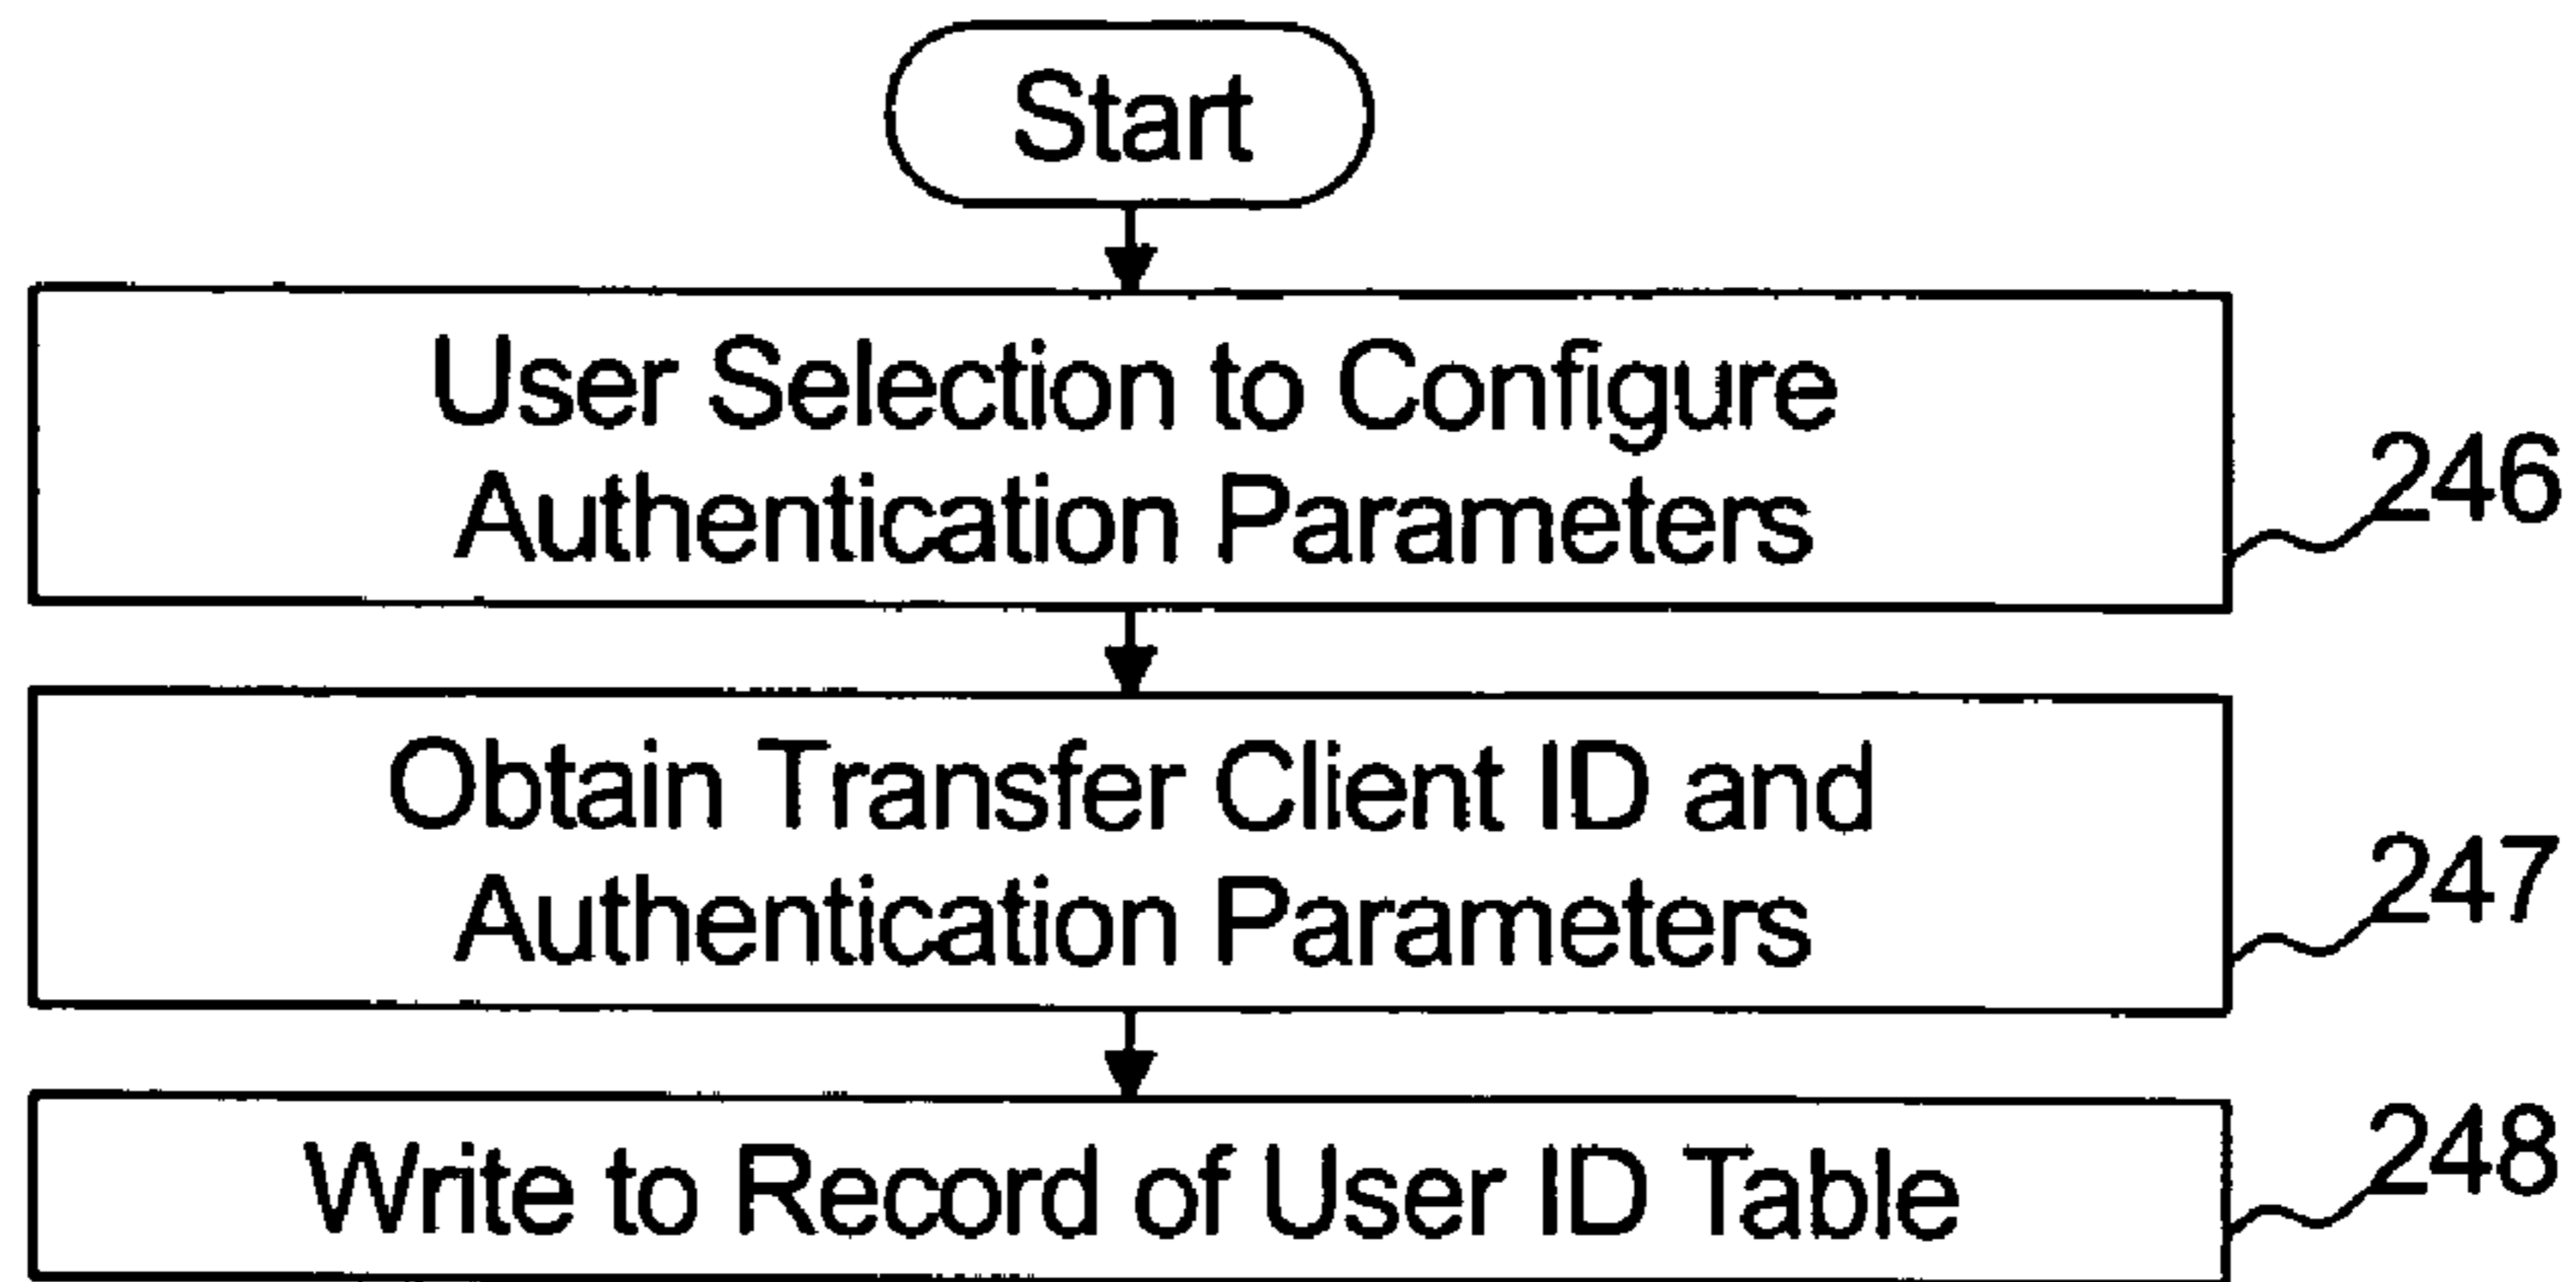 Start
User Selection to Configure
Authentication Parameters
246
Obtain Transfer Client ID and
Authentication Parameters
247
Write to Record of User ID Table
248